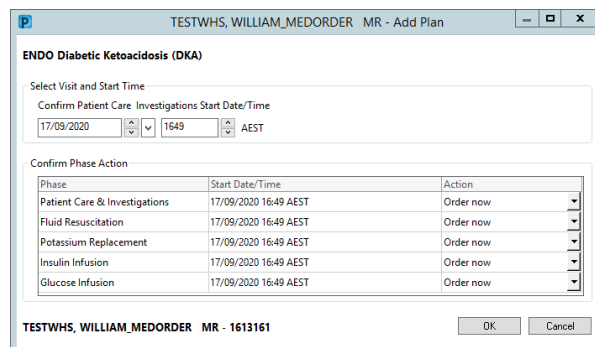 P TESTWHS, WILLIAM_MEDORDER MR - Add Plan
ENDO Diabetic Ketoacidosis (DKA)
Select Visit and Start Time
Confirm Patient Care Investigations Start Date/Time
17/09/2020 1649 AEST
Confirm Phase Action
Phase Start Date/Time Action
Patient Care & Investigations 17/09/2020 16:49 AEST Order now
Fluid Resuscitation 17/09/2020 16:49 AEST Order now
Potassium Replacement 17/09/2020 16:49 AEST Order now
Insulin Infusion 17/09/2020 16:49 AEST Order now
Glucose Infusion 17/09/2020 16:49 AEST Order now
TESTWHS, WILLIAM_MEDORDER MR - 1613161 OK Cancel